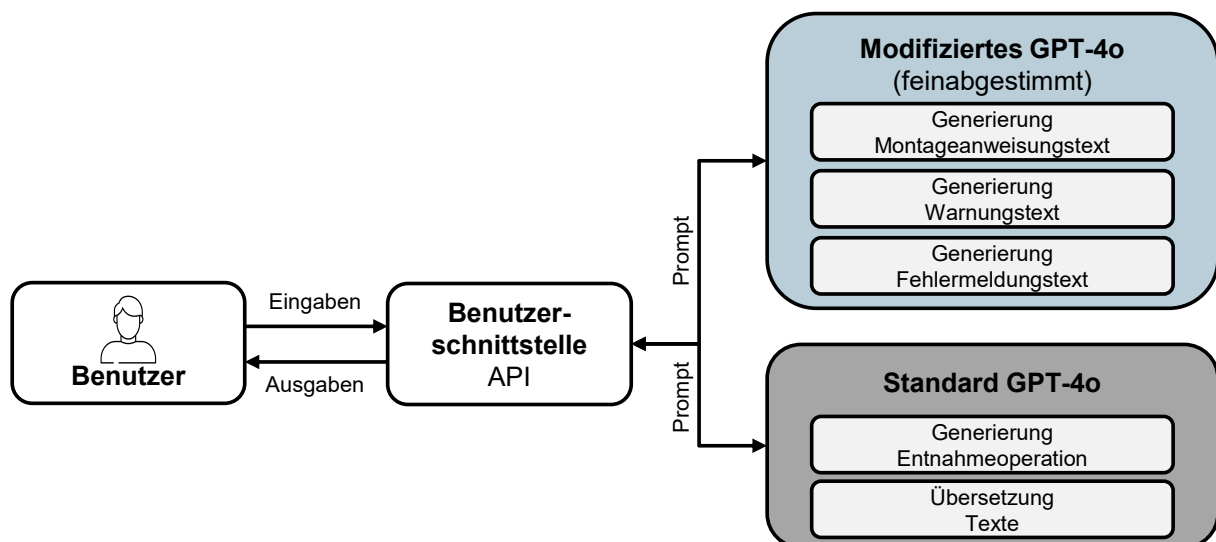 Benutzer
Eingaben
Ausgaben
Benutzer-
schnittstelle
API
Prompt
Prompt
Modifiziertes GPT-4o
(feinabgestimmt)
Generierung
Montageanweisungstext
Generierung
Warnungstext
Generierung
Fehlermeldungstext
Standard GPT-4o
Generierung
Entnahmeoperation
Übersetzung
Texte